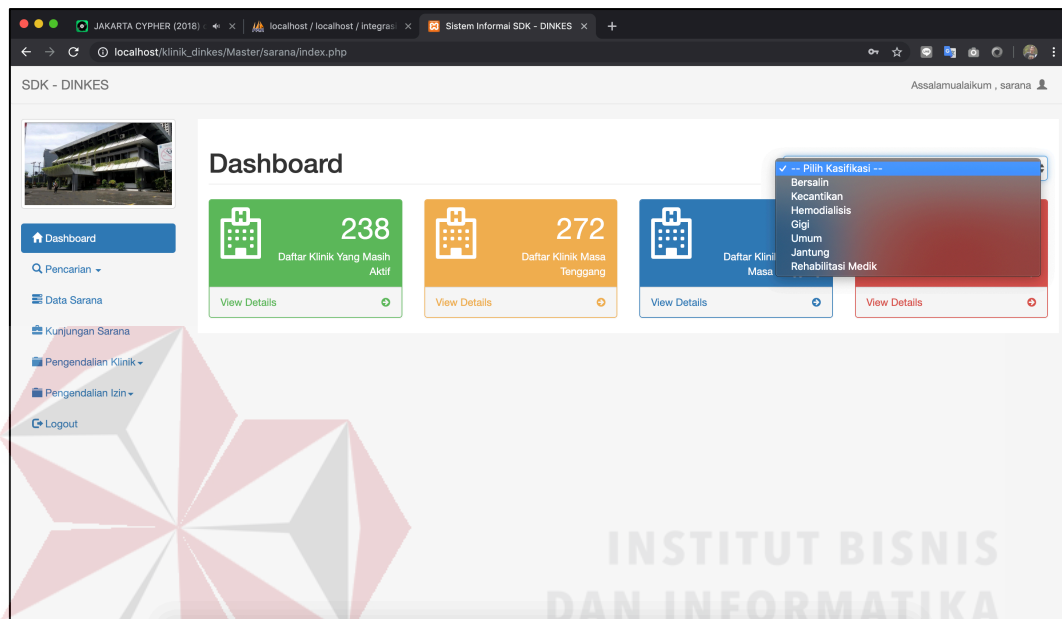 JAKARTA CYPHER (2018)
localhost / localhost / integrasi
Sistem Informai SDK - DINKES
localhost/klinik_dinkes/Master/sarana/index.php
SDK - DINKES
Assalamualaikum , sarana
Dashboard
-- Pilih Kasifikasi --
Bersalin
Kecantikan
Hemodialisis
Gigi
Umum
Jantung
Rehabilitasi Medik
Dashboard
Pencarian
Data Sarana
Kunjungan Sarana
Pengendalian Klinik
Pengendalian Izin
Logout
238
Daftar Klinik Yang Masih
Aktif
View Details
272
Daftar Klinik Masa
Tenggang
View Details
Daftar
Masa
View Details
View Details
INSTITUT BISNIS
DAN INFORMATIKA